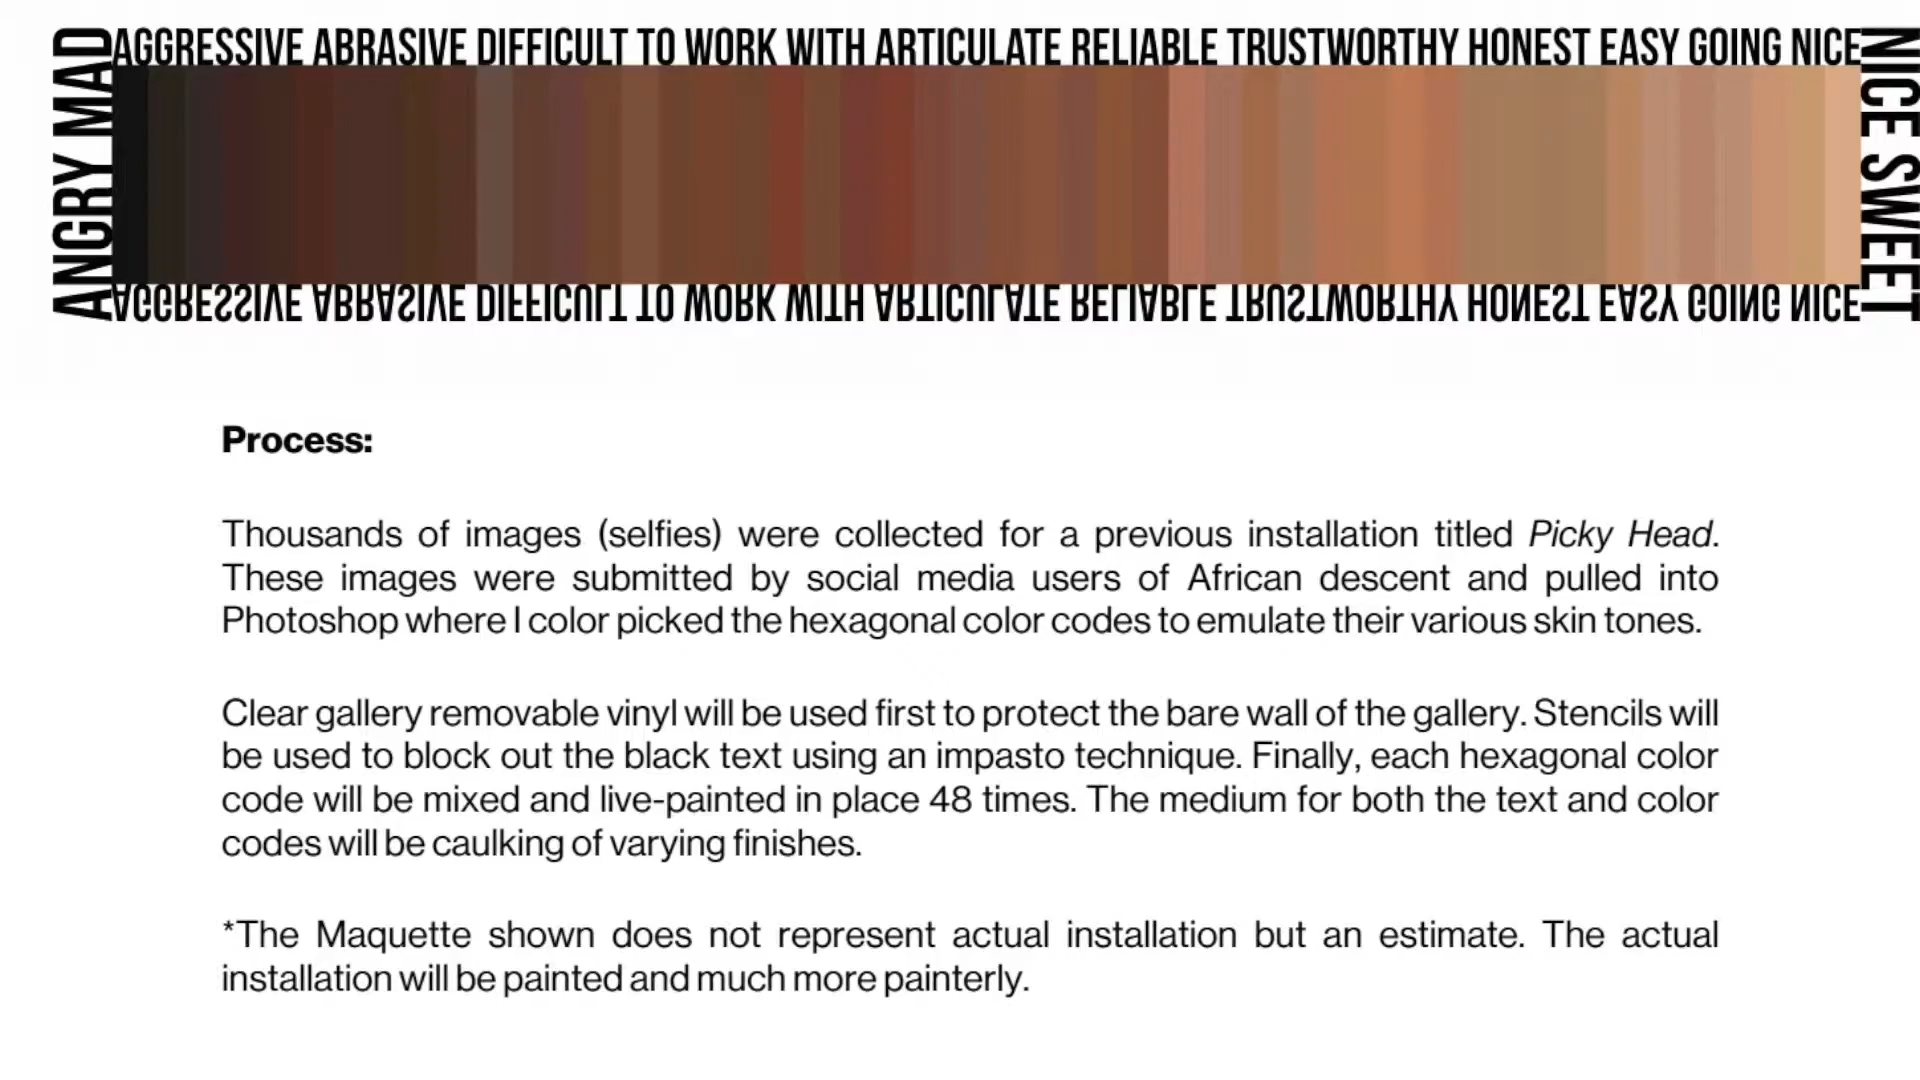 AGGRESSIVE ABRASIVE DIFFICULT TO WORK WITH ARTICULATE RELIABLE TRUSTWORTHY HONEST EASY GOING NICE
ANGRY MAD
NICE SWEET
AGGRESSIVE ABRASIVE DIFFICULT TO WORK WITH ARTICULATE RELIABLE TRUSTWORTHY HONEST EASY GOING NICE
Process:
Thousands of images (selfies) were collected for a previous installation titled Picky Head.
These images were submitted by social media users of African descent and pulled into
Photoshop where I color picked the hexagonal color codes to emulate their various skin tones.
Clear gallery removable vinyl will be used first to protect the bare wall of the gallery. Stencils will
be used to block out the black text using an impasto technique. Finally, each hexagonal color
code will be mixed and live-painted in place 48 times. The medium for both the text and color
codes will be caulking of varying finishes.
*The Maquette shown does not represent actual installation but an estimate. The actual
installation will be painted and much more painterly.